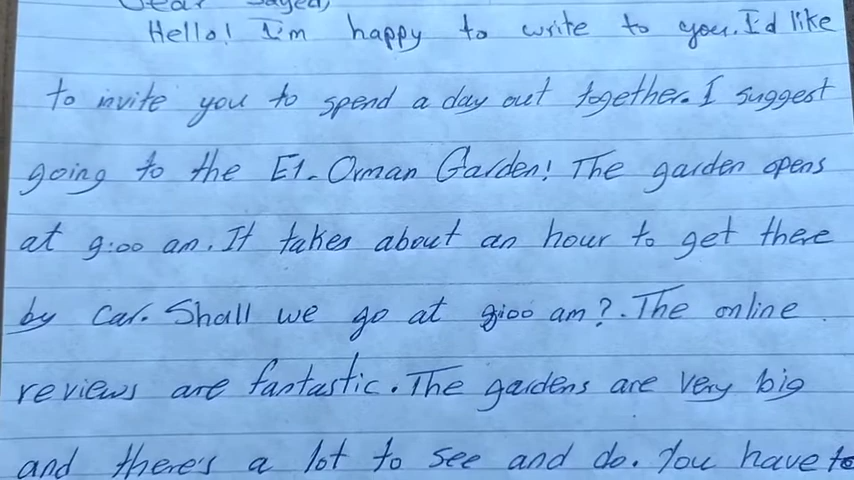 Dear Sayed,
Hello! I'm happy to write to you. I'd like
to invite you to spend a day out together. I suggest
going to the El-Orman Garden! The garden opens
at 9:00 am. It takes about an hour to get there
by car. Shall we go at 8:00 am?. The online
reviews are fantastic. The gardens are very big
and there's a lot to see and do. You have to